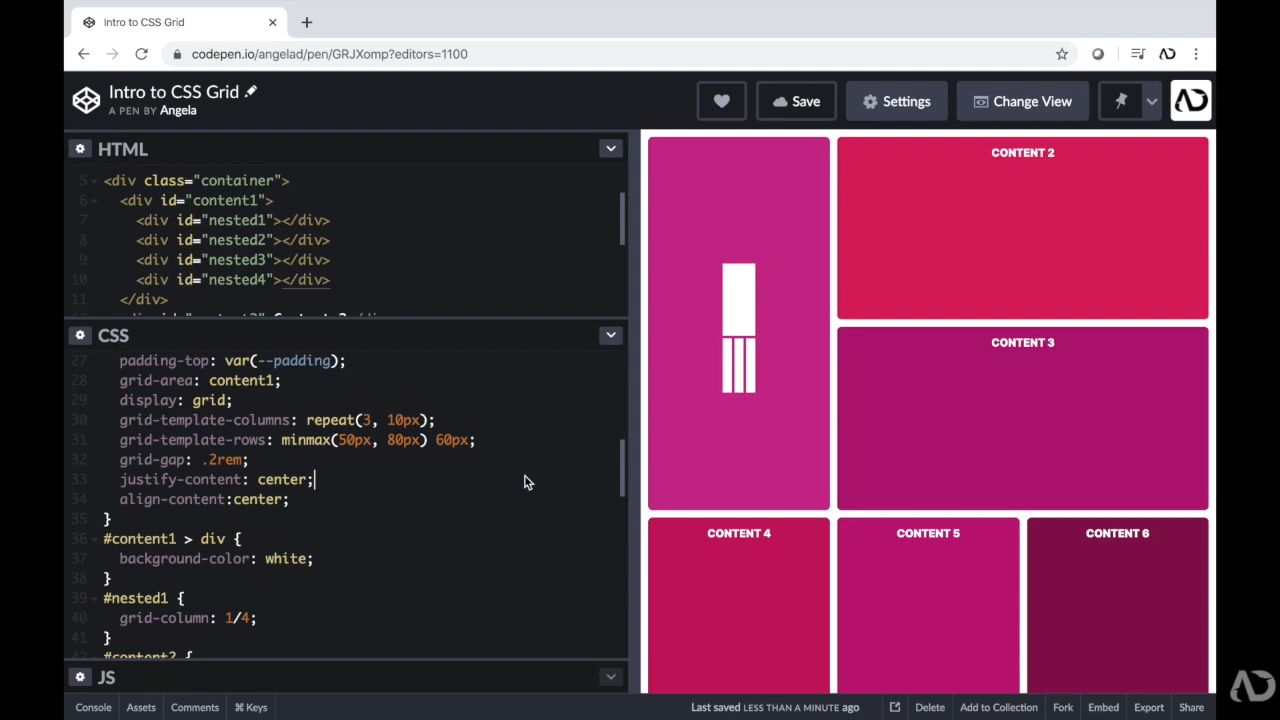 Intro to CSS Grid
codepen.io/angelad/pen/GRJXomp?editors=1100
Intro to CSS Grid
A PEN BY Angela
Save
Settings
Change View
HTML
5 <div class="container">
6 <div id="content1">
7 <div id="nested1"></div>
8 <div id="nested2"></div>
9 <div id="nested3"></div>
10 <div id="nested4"></div>
11 </div>
CSS
27 padding-top: var(--padding);
28 grid-area: content1;
29 display: grid;
30 grid-template-columns: repeat(3, 10px);
31 grid-template-rows: minmax(50px, 80px) 60px;
32 grid-gap: .2rem;
33 justify-content: center;
34 align-content:center;
35 }
36 #content1 > div {
37 background-color: white;
38 }
39 #nested1 {
40 grid-column: 1/4;
41 }
42 #content2 {
JS
CONTENT 2
CONTENT 3
CONTENT 4
CONTENT 5
CONTENT 6
Console
Assets
Comments
⌘ Keys
Last saved LESS THAN A MINUTE ago
Delete
Add to Collection
Fork
Embed
Export
Share